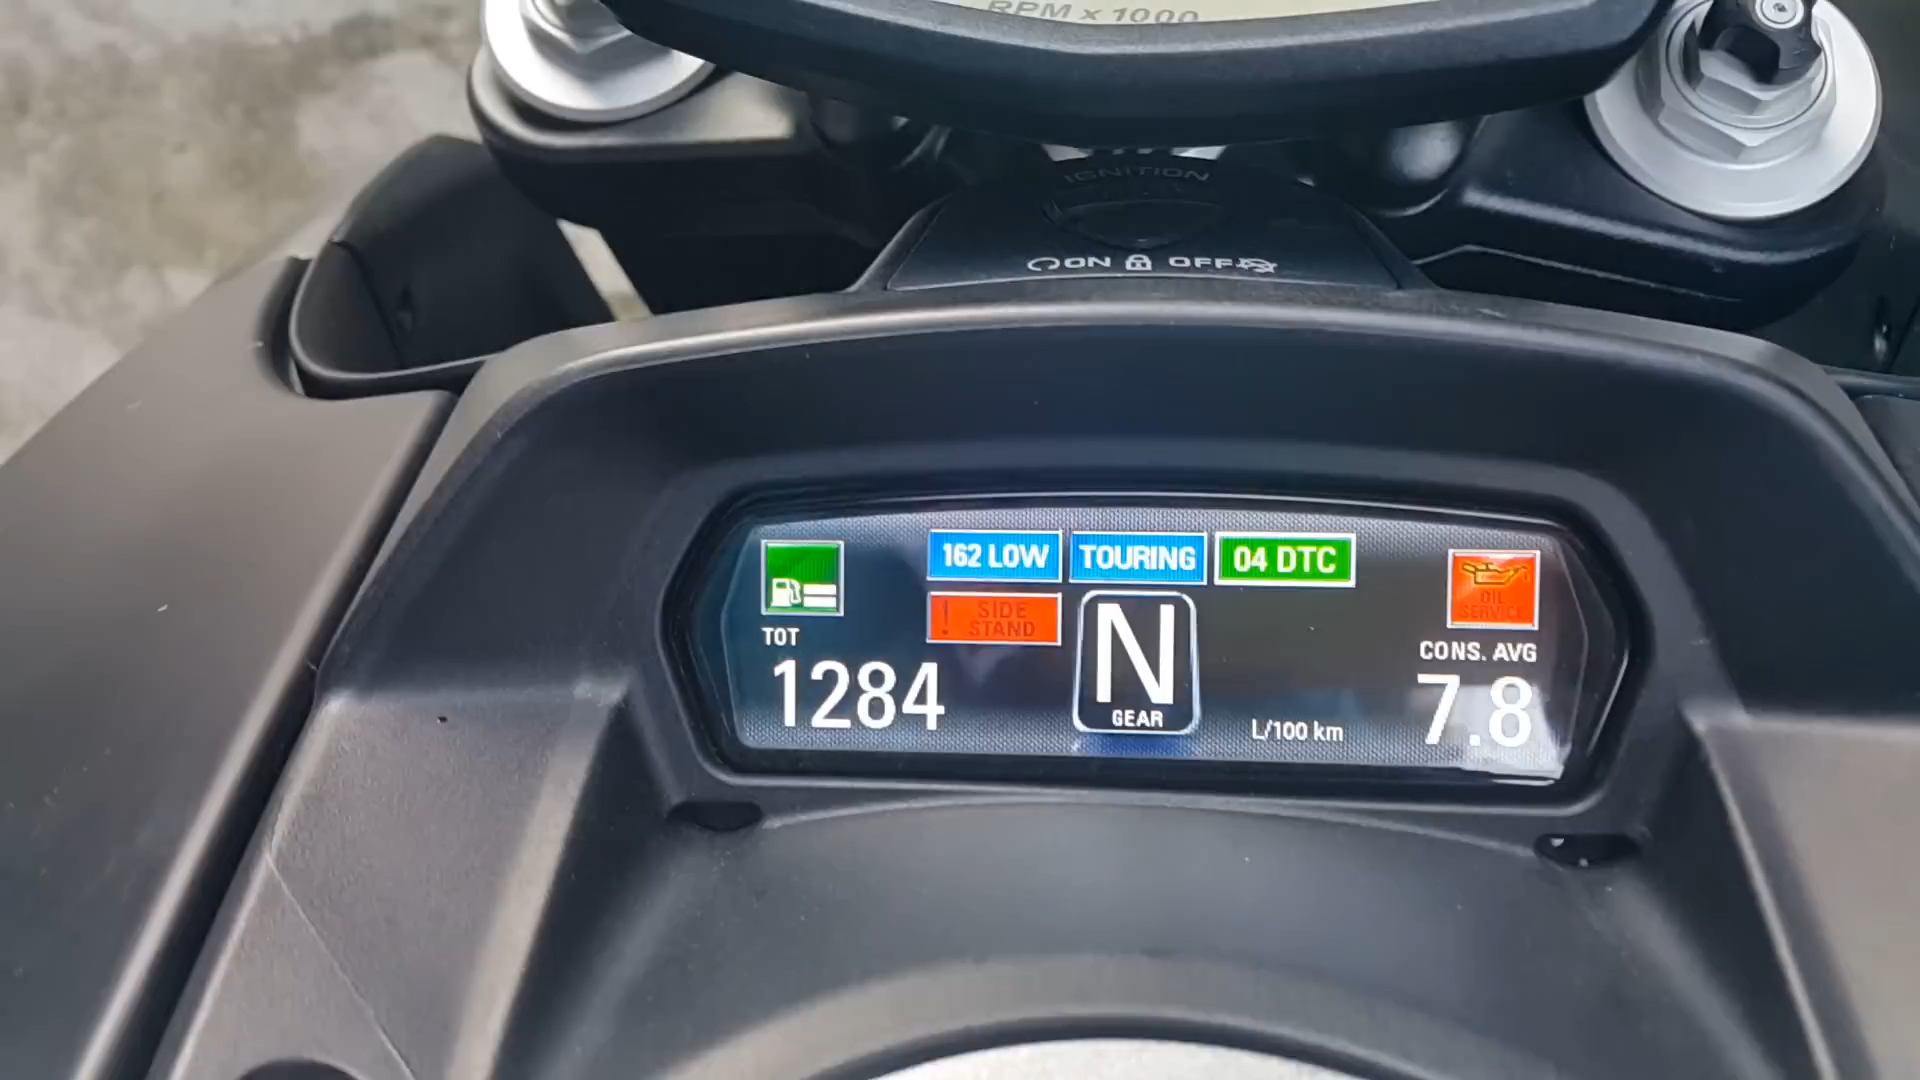 RPM x 1000
IGNITION
ON OFF
162 LOW TOURING 04 DTC
! SIDE STAND
OIL SERVICE
TOT
1284
N
GEAR
L/100 km
CONS. AVG
7.8